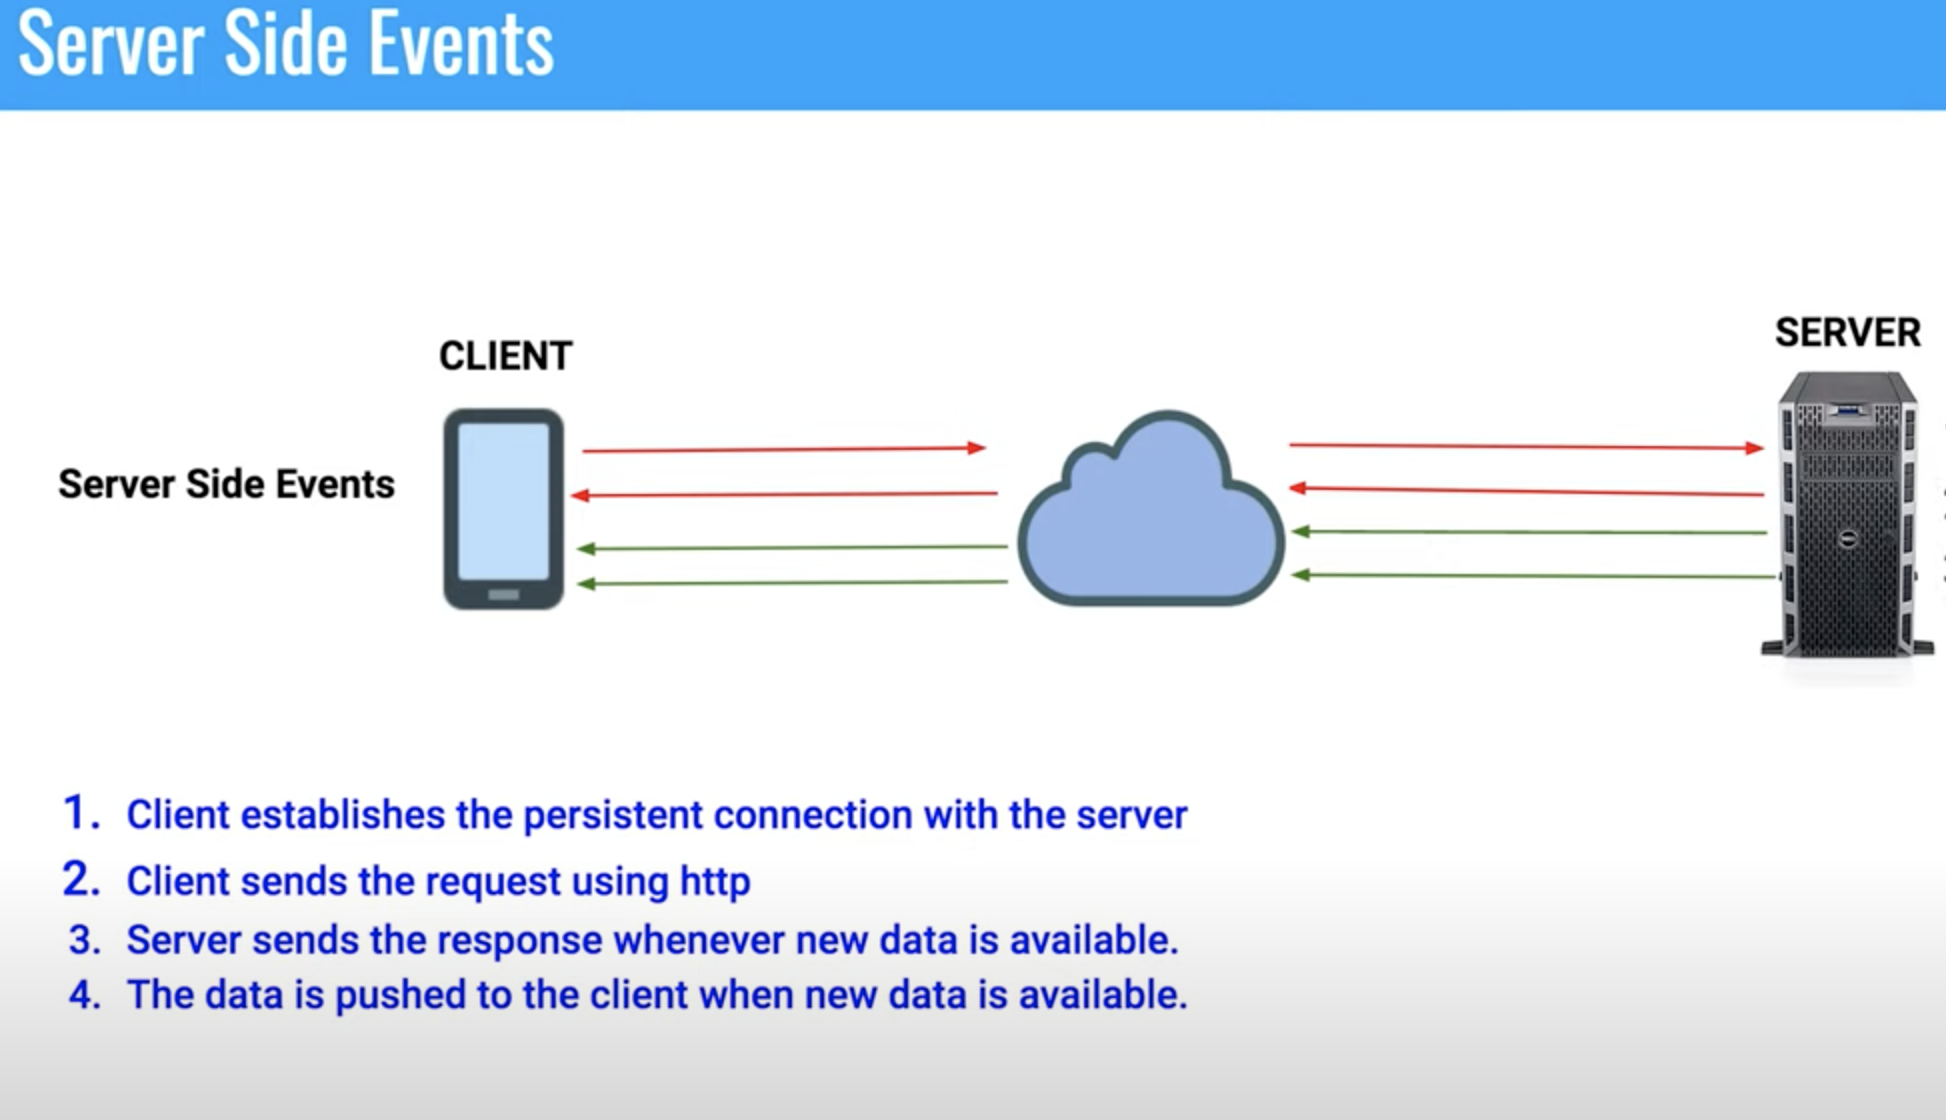 Server Side Events
CLIENT
SERVER
Server Side Events
1. Client establishes the persistent connection with the server
2. Client sends the request using http
3. Server sends the response whenever new data is available.
4. The data is pushed to the client when new data is available.